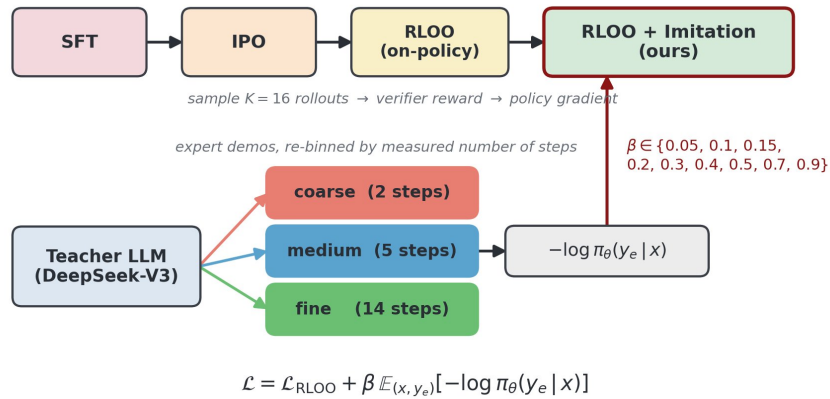 SFT
IPO
RLOO
(on-policy)
RLOO + Imitation
(ours)
sample K = 16 rollouts → verifier reward → policy gradient
expert demos, re-binned by measured number of steps
β ∈ {0.05, 0.1, 0.15,
0.2, 0.3, 0.4, 0.5, 0.7, 0.9}
coarse (2 steps)
Teacher LLM
(DeepSeek-V3)
medium (5 steps)
−log π_θ(y_e | x)
fine (14 steps)
ℒ = ℒ_RLOO + β 𝔼_(x, y_e)[−log π_θ(y_e | x)]